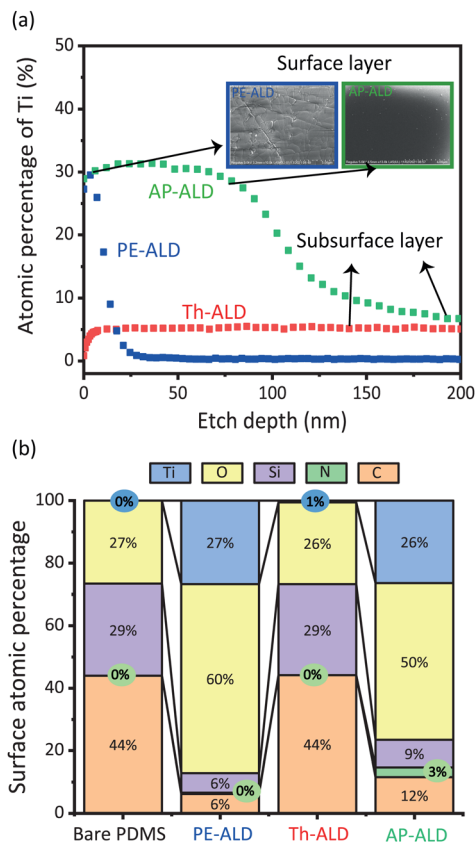 (a)
50
40
30
20
10
0
Atomic percentage of Ti (%)
Surface layer
PE-ALD
AP-ALD
AP-ALD
PE-ALD
Subsurface layer
Th-ALD
0
50
100
150
200
Etch depth (nm)
(b)
Ti
O
Si
N
C
100
80
60
40
20
0
Surface atomic percentage
0%
27%
29%
0%
44%
27%
60%
6%
0%
6%
1%
26%
29%
0%
44%
26%
50%
9%
3%
12%
Bare PDMS
PE-ALD
Th-ALD
AP-ALD